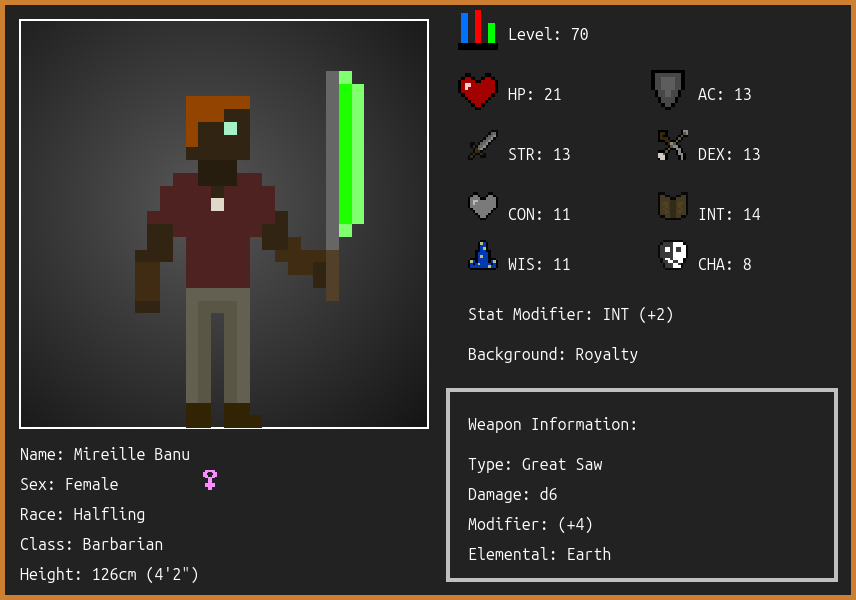 Level: 70
HP: 21
AC: 13
STR: 13
DEX: 13
CON: 11
INT: 14
WIS: 11
CHA: 8
Stat Modifier: INT (+2)
Background: Royalty
Weapon Information:
Type: Great Saw
Damage: d6
Modifier: (+4)
Elemental: Earth
Name: Mireille Banu
Sex: Female
Race: Halfling
Class: Barbarian
Height: 126cm (4'2")